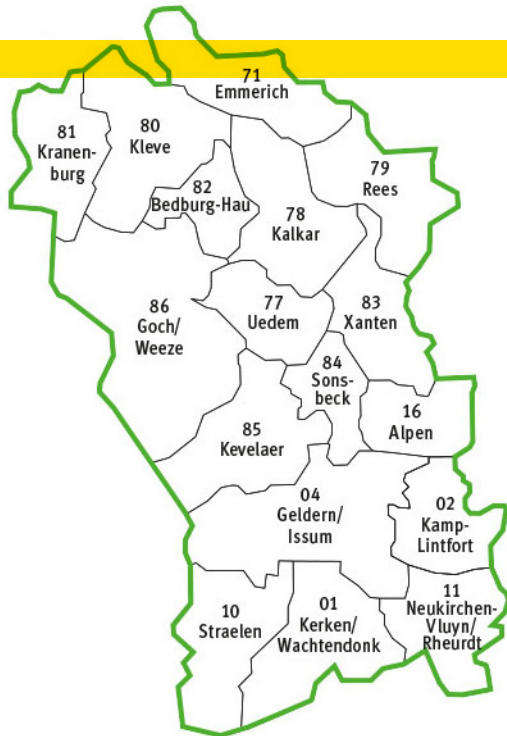 71
Emmerich
81
Kranen-
burg
80
Kleve
79
Rees
82
Bedburg-Hau
78
Kalkar
86
Goch/
Weeze
77
Uedem
83
Xanten
84
Sons-
beck
16
Alpen
85
Kevelaer
04
Geldern/
Issum
02
Kamp-
Lintfort
10
Straelen
01
Kerken/
Wachtendonk
11
Neukirchen-
Vluyn/
Rheurdt